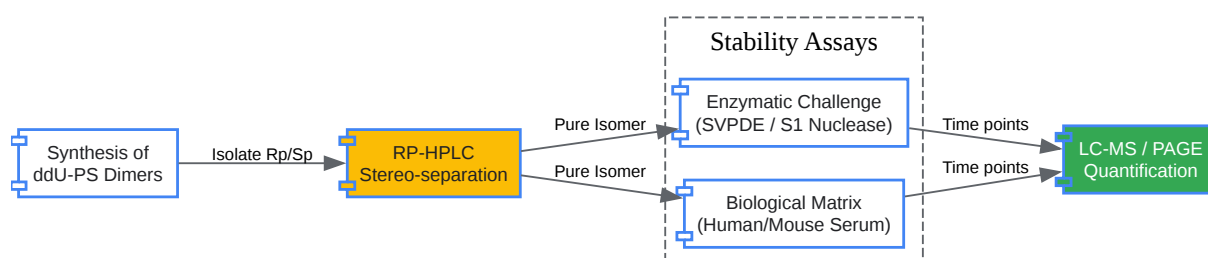 Stability Assays
Synthesis of
ddU-PS Dimers
Isolate Rp/Sp
RP-HPLC
Stereo-separation
Pure Isomer
Pure Isomer
Enzymatic Challenge
(SVPDE / S1 Nuclease)
Biological Matrix
(Human/Mouse Serum)
Time points
Time points
LC-MS / PAGE
Quantification